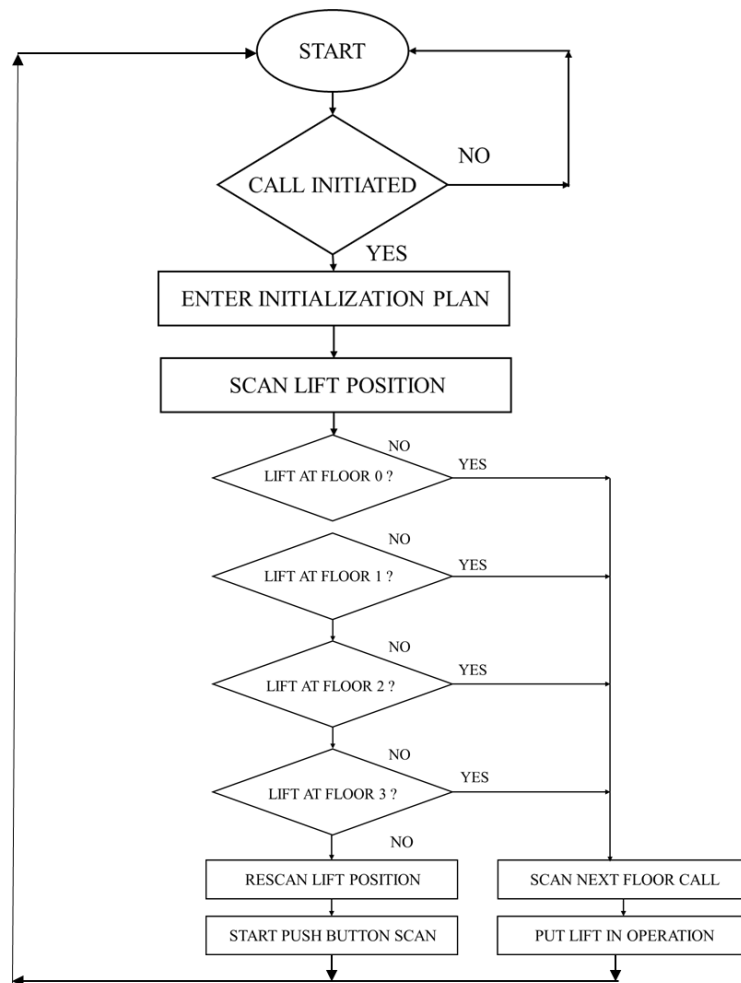 START
NO
CALL INITIATED
YES
ENTER INITIALIZATION PLAN
SCAN LIFT POSITION
NO
YES
LIFT AT FLOOR 0 ?
NO
YES
LIFT AT FLOOR 1 ?
NO
YES
LIFT AT FLOOR 2 ?
NO
YES
LIFT AT FLOOR 3 ?
NO
RESCAN LIFT POSITION
SCAN NEXT FLOOR CALL
START PUSH BUTTON SCAN
PUT LIFT IN OPERATION